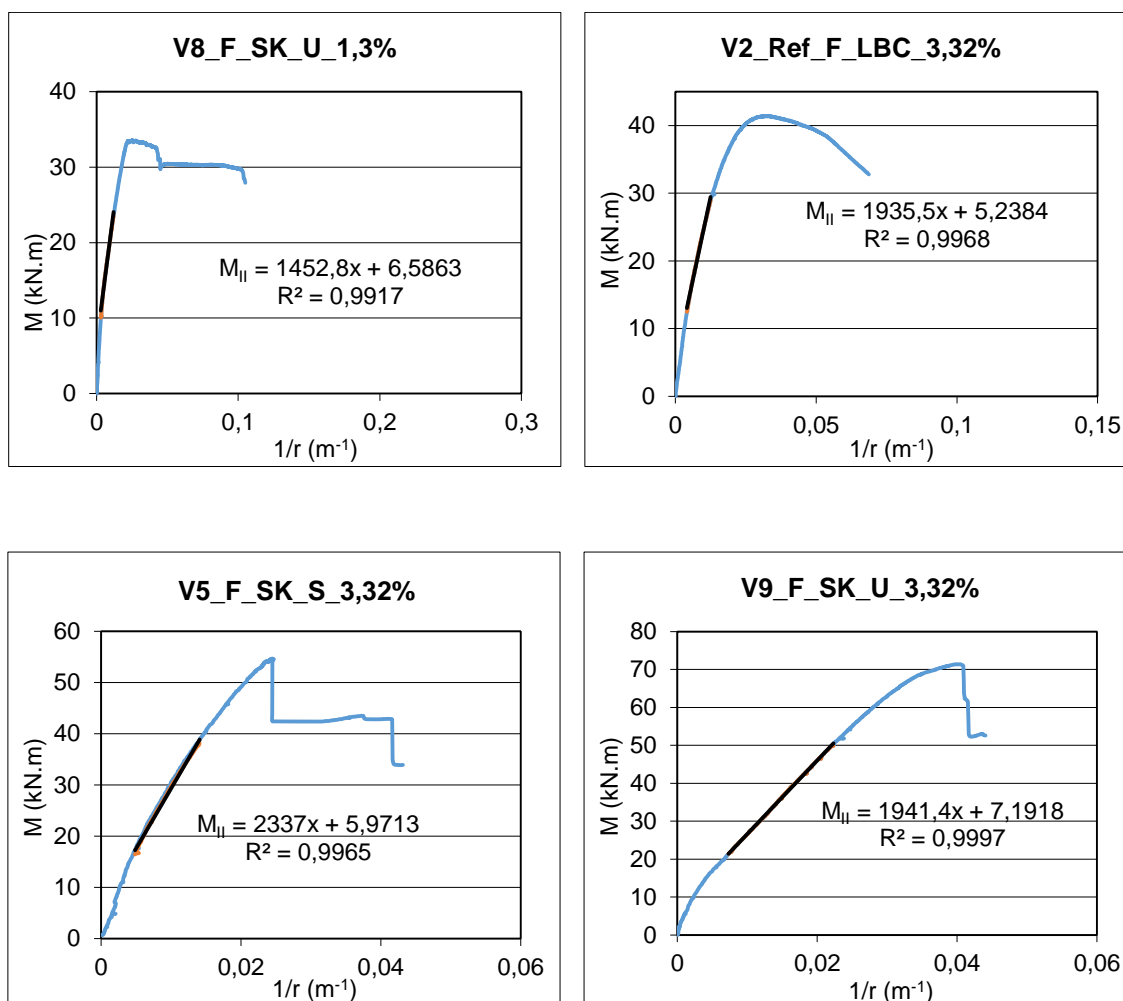 V8_F_SK_U_1,3%
40
30
20
10
0
M (kN.m)
M_II = 1452,8x + 6,5863
R² = 0,9917
0
0,1
0,2
0,3
1/r (m⁻¹)
V2_Ref_F_LBC_3,32%
40
30
20
10
0
M (kN.m)
M_II = 1935,5x + 5,2384
R² = 0,9968
0
0,05
0,1
0,15
1/r (m⁻¹)
V5_F_SK_S_3,32%
60
50
40
30
20
10
0
M (kN.m)
M_II = 2337x + 5,9713
R² = 0,9965
0
0,02
0,04
0,06
1/r (m⁻¹)
V9_F_SK_U_3,32%
80
70
60
50
40
30
20
10
0
M (kN.m)
M_II = 1941,4x + 7,1918
R² = 0,9997
0
0,02
0,04
0,06
1/r (m⁻¹)